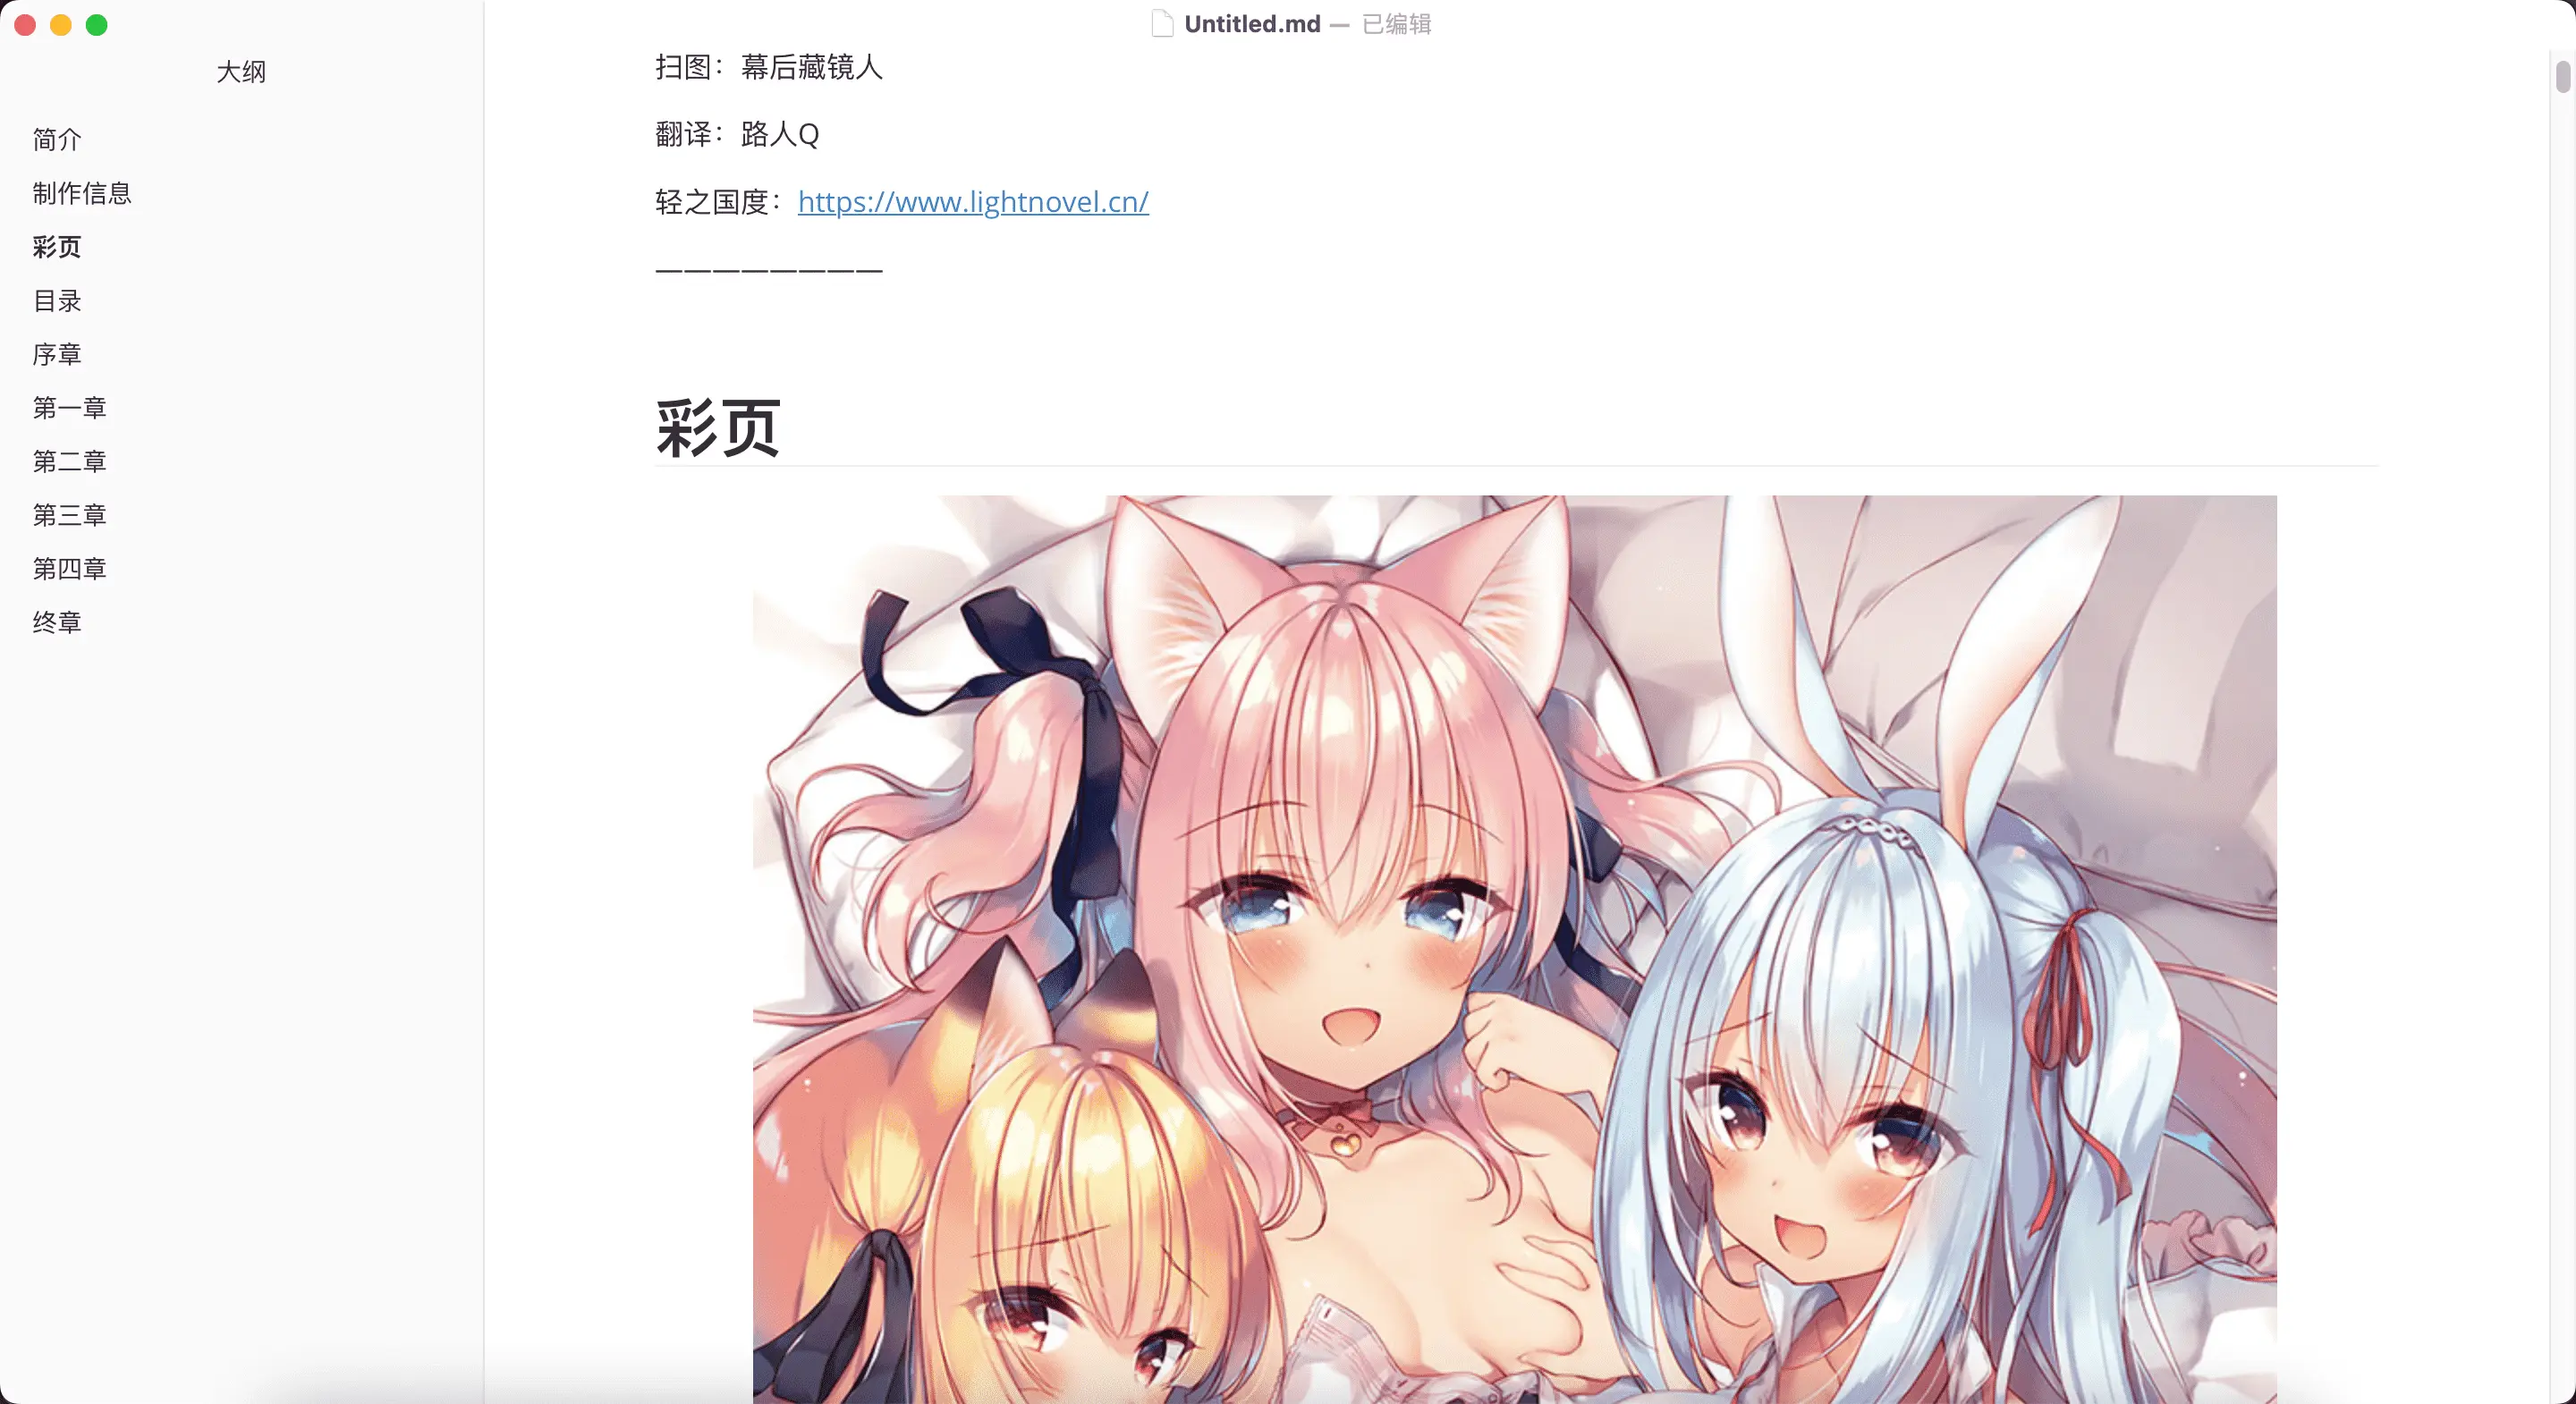 Untitled.md — 已编辑
大纲
简介
制作信息
彩页
目录
序章
第一章
第二章
第三章
第四章
终章
扫图：幕后藏镜人
翻译：路人Q
轻之国度：https://www.lightnovel.cn/
————————
彩页